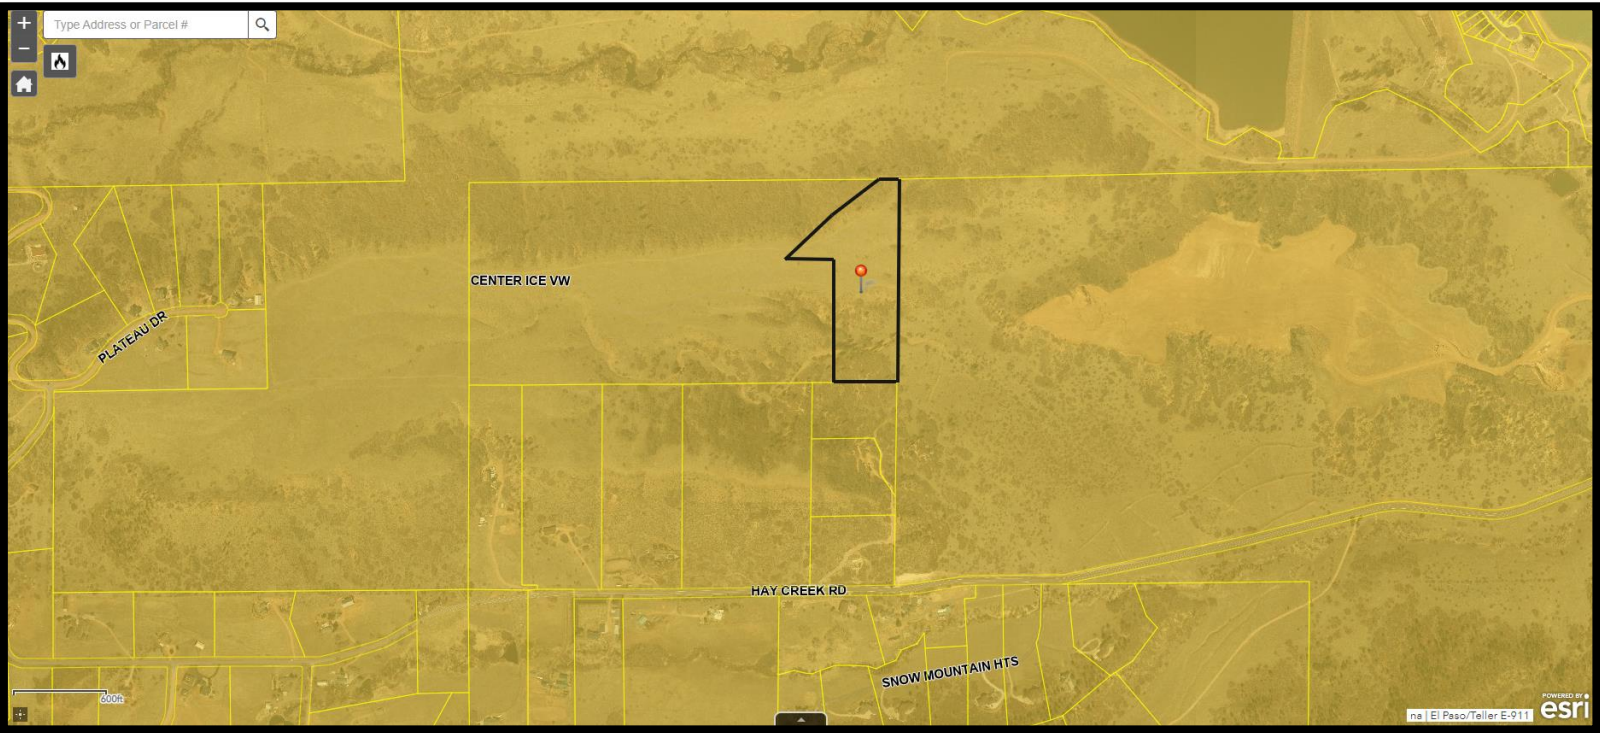 +
Type Address or Parcel #
−
CENTER ICE VW
PLATEAU DR
HAY CREEK RD
SNOW MOUNTAIN HTS
600ft
POWERED BY
esri
na | El Paso/Teller E-911